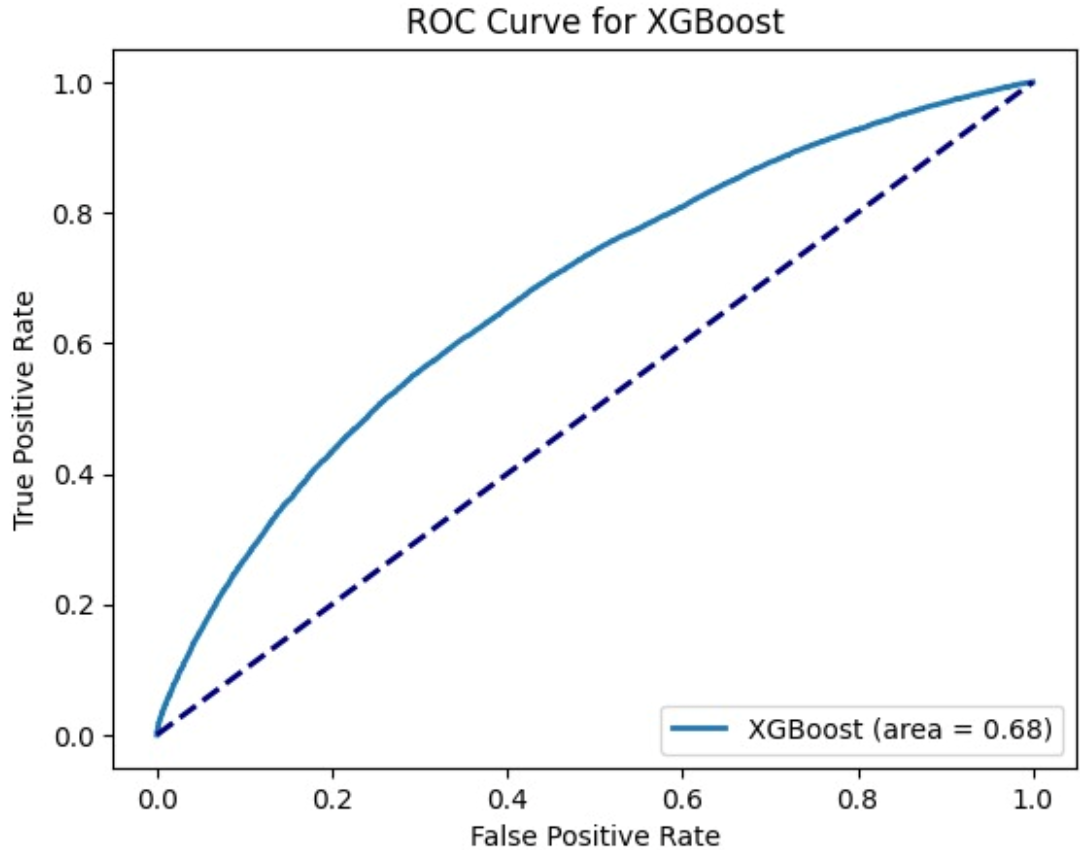 ROC Curve for XGBoost
True Positive Rate
1.0
0.8
0.6
0.4
0.2
0.0
XGBoost (area = 0.68)
0.0 0.2 0.4 0.6 0.8 1.0
False Positive Rate